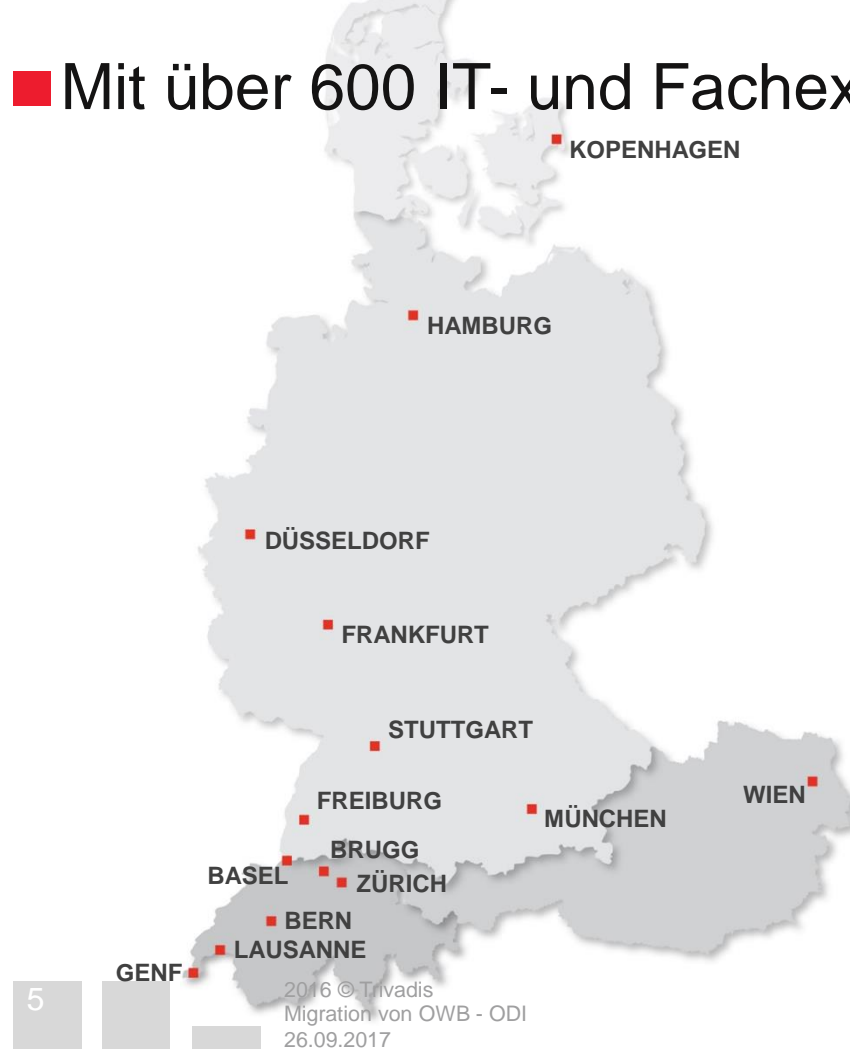 Mit über 600 IT- und Fachex
KOPENHAGEN
HAMBURG
DÜSSELDORF
FRANKFURT
STUTTGART
WIEN
FREIBURG
MÜNCHEN
BRUGG
BASEL
ZÜRICH
BERN
LAUSANNE
GENF
5
2016 © Trivadis
Migration von OWB - ODI
26.09.2017